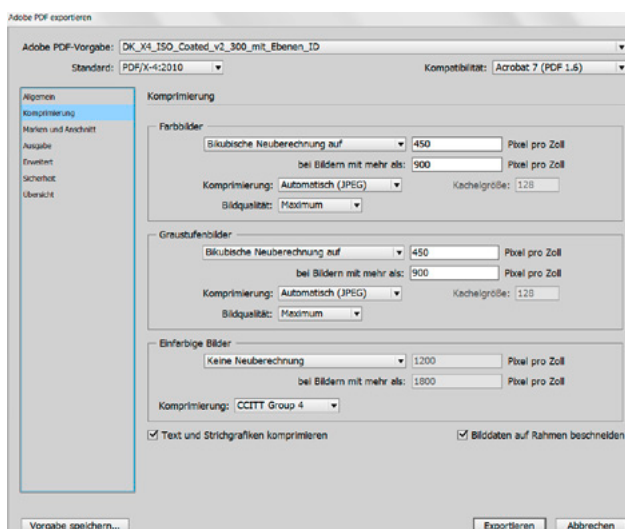 Adobe PDF exportieren
Adobe PDF-Vorgabe: DK_X4_ISO_Coated_v2_300_mit_Ebenen_ID
Standard: PDF/X-4:2010 Kompatibilität: Acrobat 7 (PDF 1.6)
Allgemein
Komprimierung
Marken und Anschnitt
Ausgabe
Erweitert
Sicherheit
Übersicht
Komprimierung
Farbbilder
Bikubische Neuberechnung auf 450 Pixel pro Zoll
bei Bildern mit mehr als: 900 Pixel pro Zoll
Komprimierung: Automatisch (JPEG) Kachelgröße: 128
Bildqualität: Maximum
Graustufenbilder
Bikubische Neuberechnung auf 450 Pixel pro Zoll
bei Bildern mit mehr als: 900 Pixel pro Zoll
Komprimierung: Automatisch (JPEG) Kachelgröße: 128
Bildqualität: Maximum
Einfarbige Bilder
Keine Neuberechnung 1200 Pixel pro Zoll
bei Bildern mit mehr als: 1800 Pixel pro Zoll
Komprimierung: CCITT Group 4
Text und Strichgrafiken komprimieren Bilddaten auf Rahmen beschneiden
Vorgabe speichern... Exportieren Abbrechen